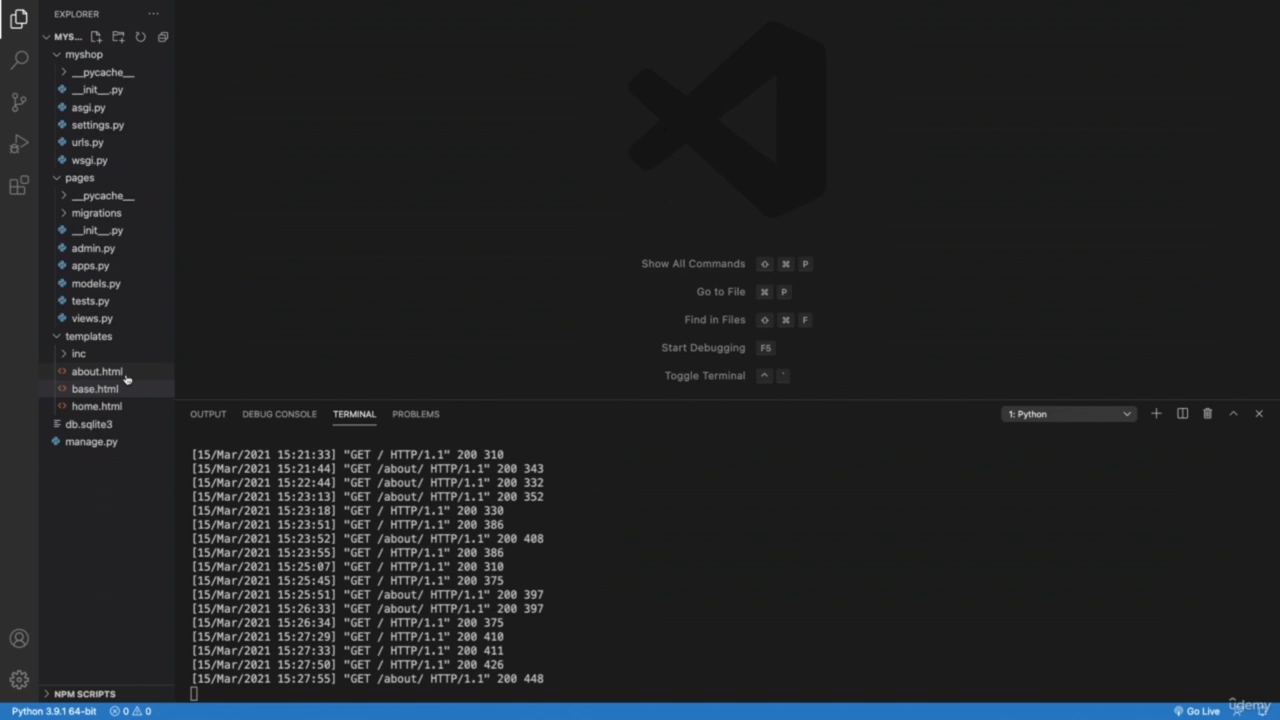 EXPLORER
MYS...
myshop
__pycache__
__init__.py
asgi.py
settings.py
urls.py
wsgi.py
pages
__pycache__
migrations
__init__.py
admin.py
apps.py
models.py
tests.py
views.py
templates
inc
about.html
base.html
home.html
db.sqlite3
manage.py
NPM SCRIPTS
Show All Commands ⇧ ⌘ P
Go to File ⌘ P
Find in Files ⇧ ⌘ F
Start Debugging F5
Toggle Terminal ^ `
OUTPUT DEBUG CONSOLE TERMINAL PROBLEMS 1: Python
[15/Mar/2021 15:21:33] "GET / HTTP/1.1" 200 310
[15/Mar/2021 15:21:44] "GET /about/ HTTP/1.1" 200 343
[15/Mar/2021 15:22:44] "GET /about/ HTTP/1.1" 200 332
[15/Mar/2021 15:23:13] "GET /about/ HTTP/1.1" 200 352
[15/Mar/2021 15:23:18] "GET / HTTP/1.1" 200 330
[15/Mar/2021 15:23:51] "GET / HTTP/1.1" 200 386
[15/Mar/2021 15:23:52] "GET /about/ HTTP/1.1" 200 408
[15/Mar/2021 15:23:55] "GET / HTTP/1.1" 200 386
[15/Mar/2021 15:25:07] "GET / HTTP/1.1" 200 310
[15/Mar/2021 15:25:45] "GET / HTTP/1.1" 200 375
[15/Mar/2021 15:25:51] "GET /about/ HTTP/1.1" 200 397
[15/Mar/2021 15:26:33] "GET /about/ HTTP/1.1" 200 397
[15/Mar/2021 15:26:34] "GET / HTTP/1.1" 200 375
[15/Mar/2021 15:27:29] "GET / HTTP/1.1" 200 410
[15/Mar/2021 15:27:33] "GET / HTTP/1.1" 200 411
[15/Mar/2021 15:27:50] "GET / HTTP/1.1" 200 426
[15/Mar/2021 15:27:55] "GET /about/ HTTP/1.1" 200 448
Python 3.9.1 64-bit 0 0 Go Live
ûdemy